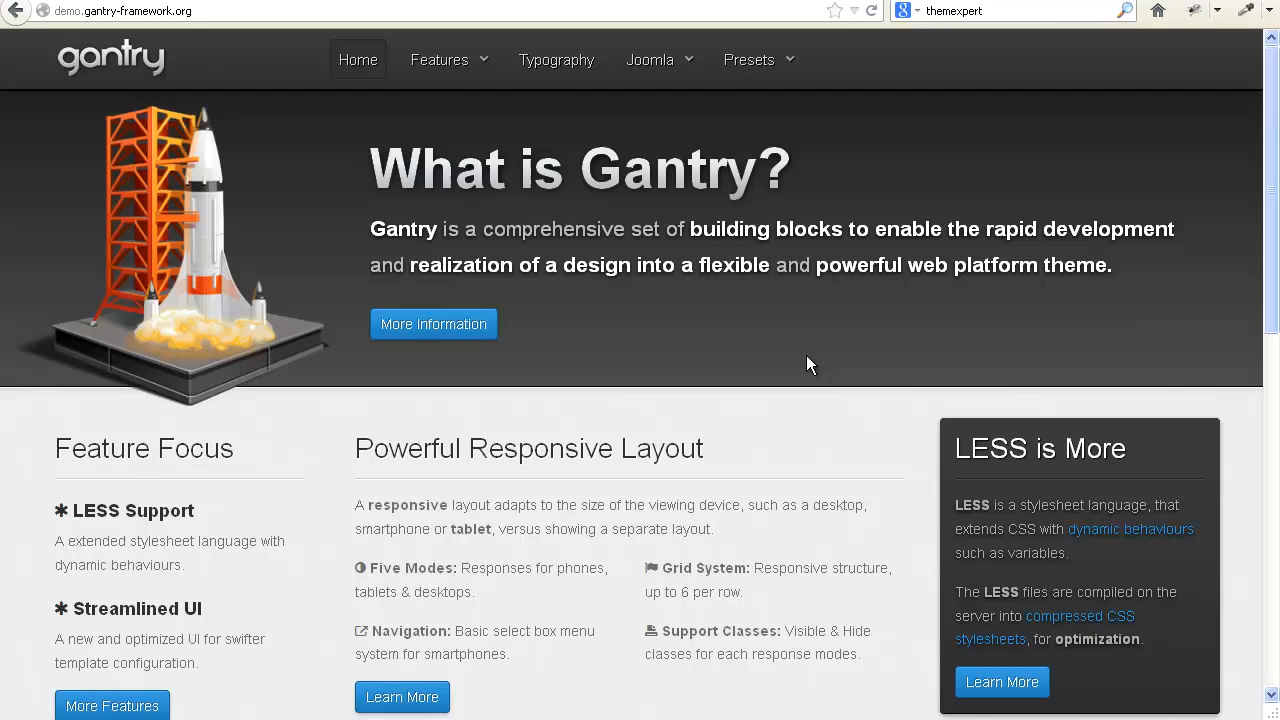 demo.gantry-framework.org
themexpert
gantry
Home
Features
Typography
Joomla
Presets
What is Gantry?
Gantry is a comprehensive set of building blocks to enable the rapid development
and realization of a design into a flexible and powerful web platform theme.
More Information
Feature Focus
✱ LESS Support
A extended stylesheet language with
dynamic behaviours.
✱ Streamlined UI
A new and optimized UI for swifter
template configuration.
More Features
Powerful Responsive Layout
A responsive layout adapts to the size of the viewing device, such as a desktop,
smartphone or tablet, versus showing a separate layout.
Five Modes: Responses for phones,
tablets & desktops.
Grid System: Responsive structure,
up to 6 per row.
Navigation: Basic select box menu
system for smartphones.
Support Classes: Visible & Hide
classes for each response modes.
Learn More
LESS is More
LESS is a stylesheet language, that
extends CSS with dynamic behaviours
such as variables.
The LESS files are compiled on the
server into compressed CSS
stylesheets, for optimization.
Learn More